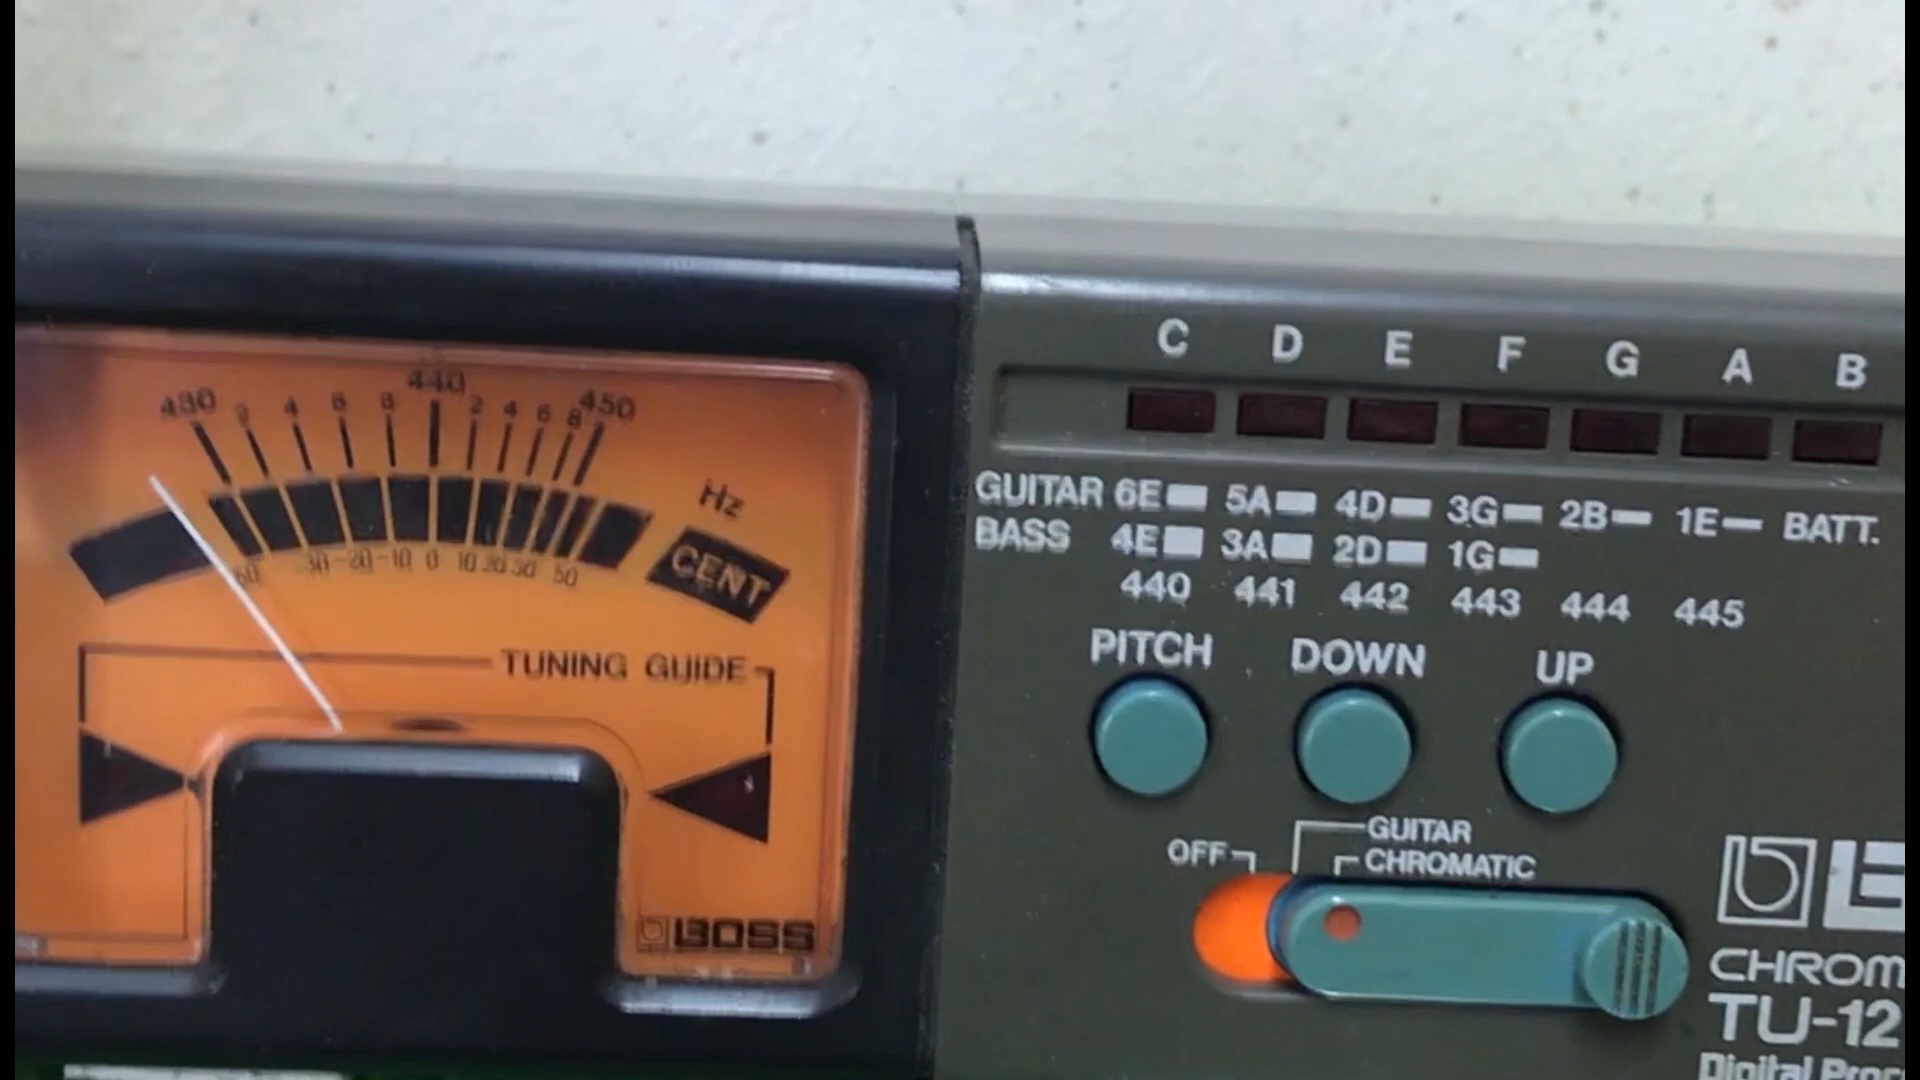 430 2 4 6 8 440 2 4 6 8 450
Hz
50 -30 -20 -10 0 10 20 30 50
CENT
TUNING GUIDE
BOSS
C D E F G A B
GUITAR 6E 5A 4D 3G 2B 1E BATT.
BASS 4E 3A 2D 1G
440 441 442 443 444 445
PITCH DOWN UP
OFF
GUITAR
CHROMATIC
CHROM
TU-12
Digital Proc